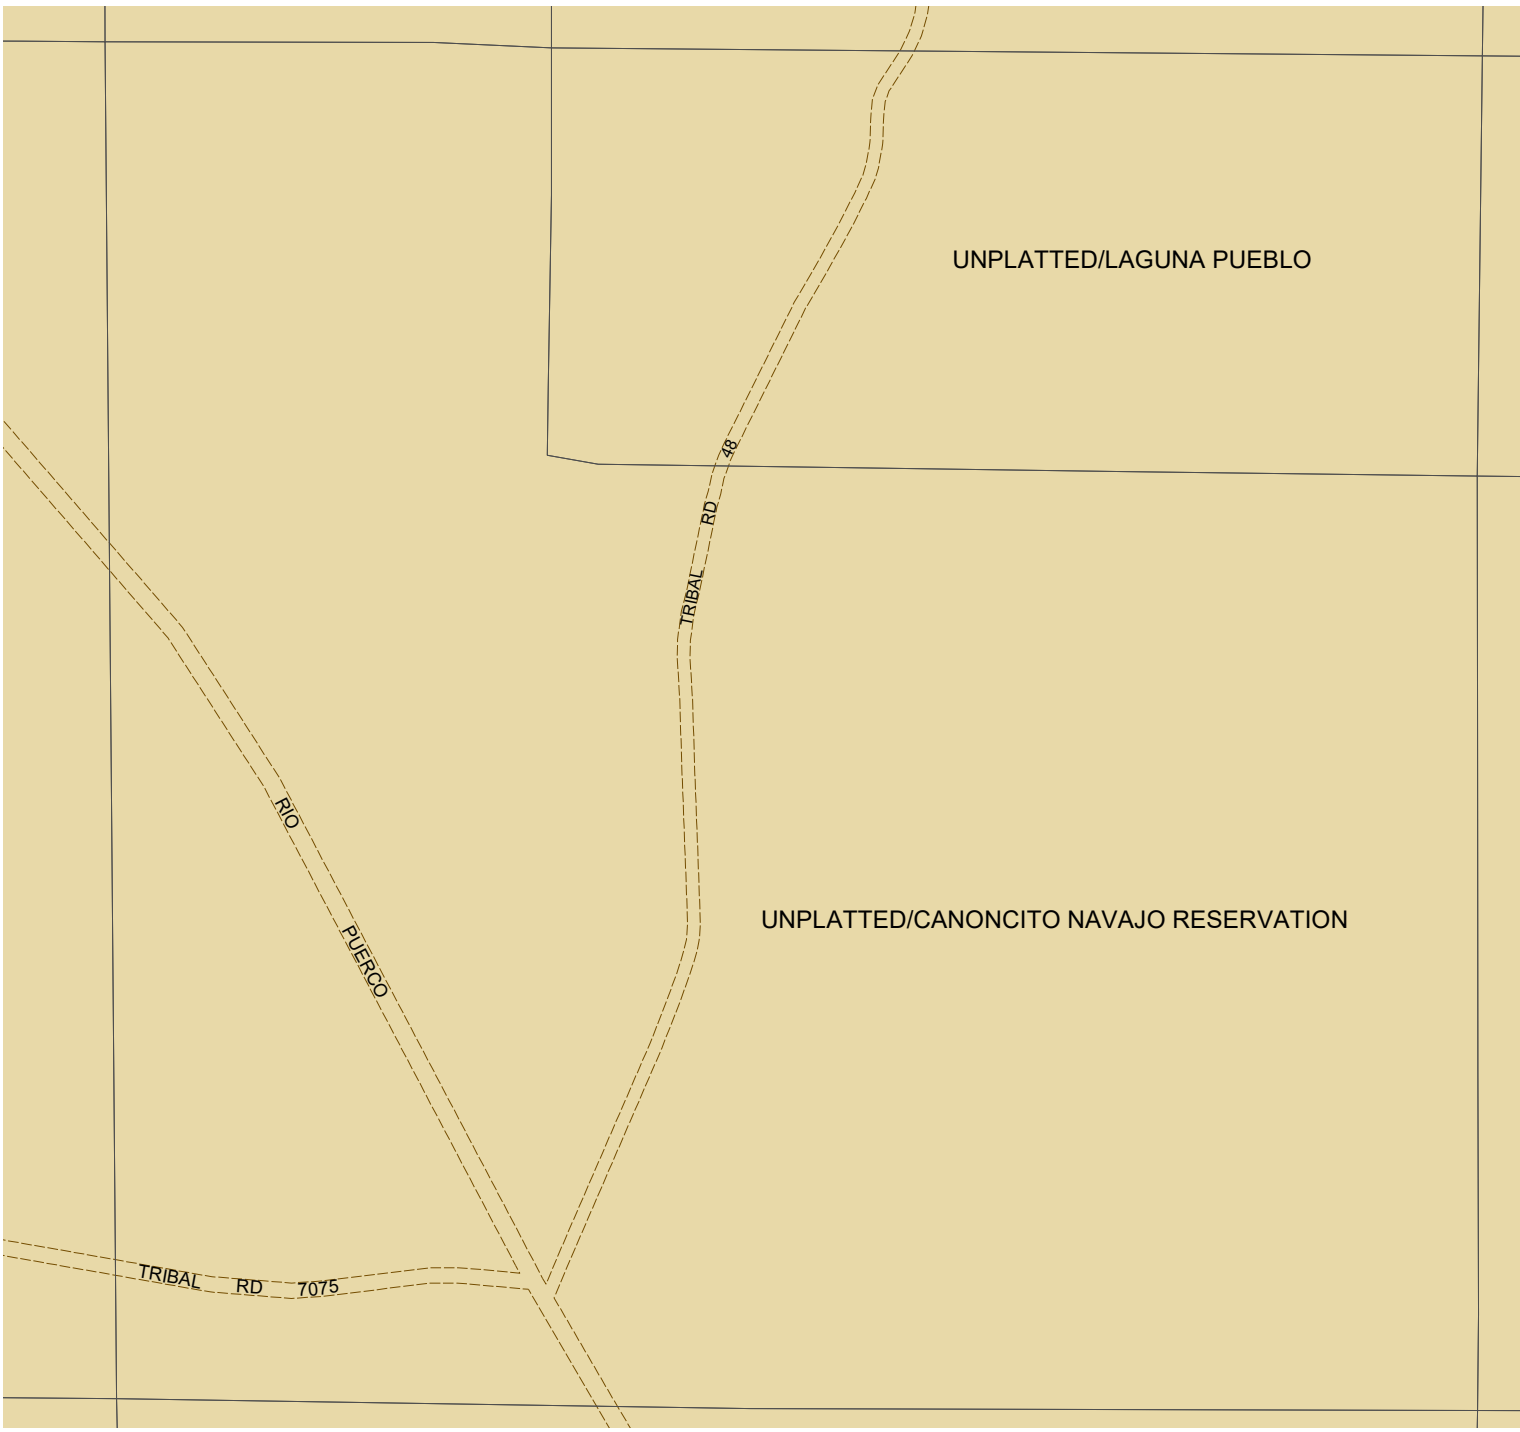 UNPLATTED/LAGUNA PUEBLO
TRIBAL RD 48
RIO PUERCO
UNPLATTED/CANONCITO NAVAJO RESERVATION
TRIBAL RD 7075